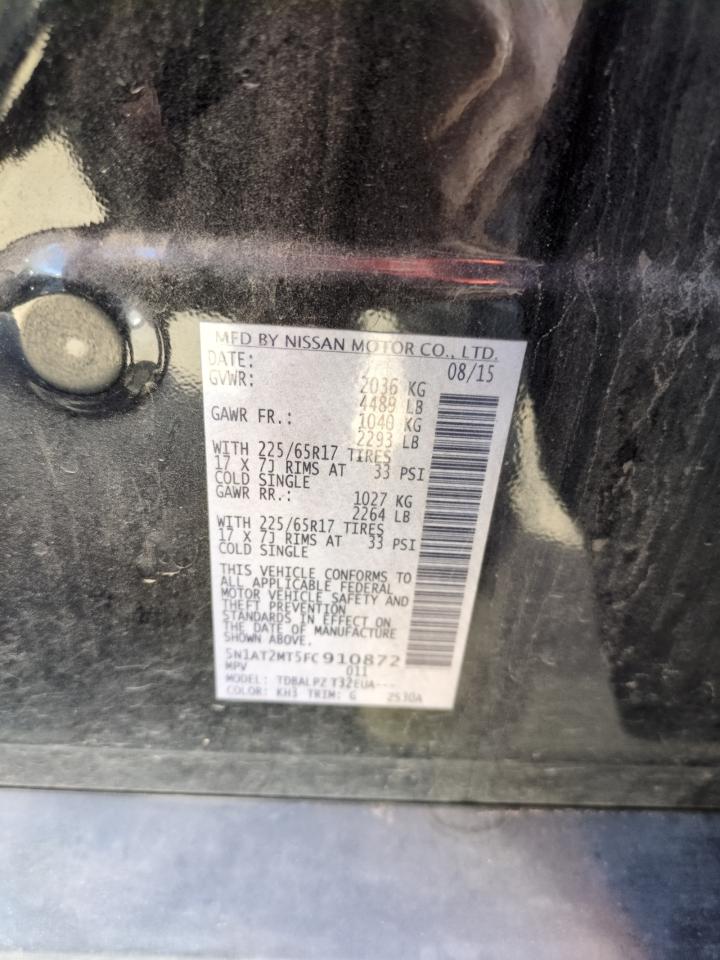 MFD BY NISSAN MOTOR CO., LTD.
DATE: 08/15
GVWR: 2036 KG
4489 LB
GAWR FR.: 1040 KG
2293 LB
WITH 225/65R17 TIRES
17 X 7J RIMS AT 33 PSI
COLD SINGLE
GAWR RR.: 1027 KG
2264 LB
WITH 225/65R17 TIRES
17 X 7J RIMS AT 33 PSI
COLD SINGLE
THIS VEHICLE CONFORMS TO
ALL APPLICABLE FEDERAL
MOTOR VEHICLE SAFETY AND
THEFT PREVENTION
STANDARDS IN EFFECT ON
THE DATE OF MANUFACTURE
SHOWN ABOVE.
5N1AT2MT5FC910872
MPV 011
MODEL: TDBALPZ T32EUA---
COLOR: KH3 TRIM: G 2530A